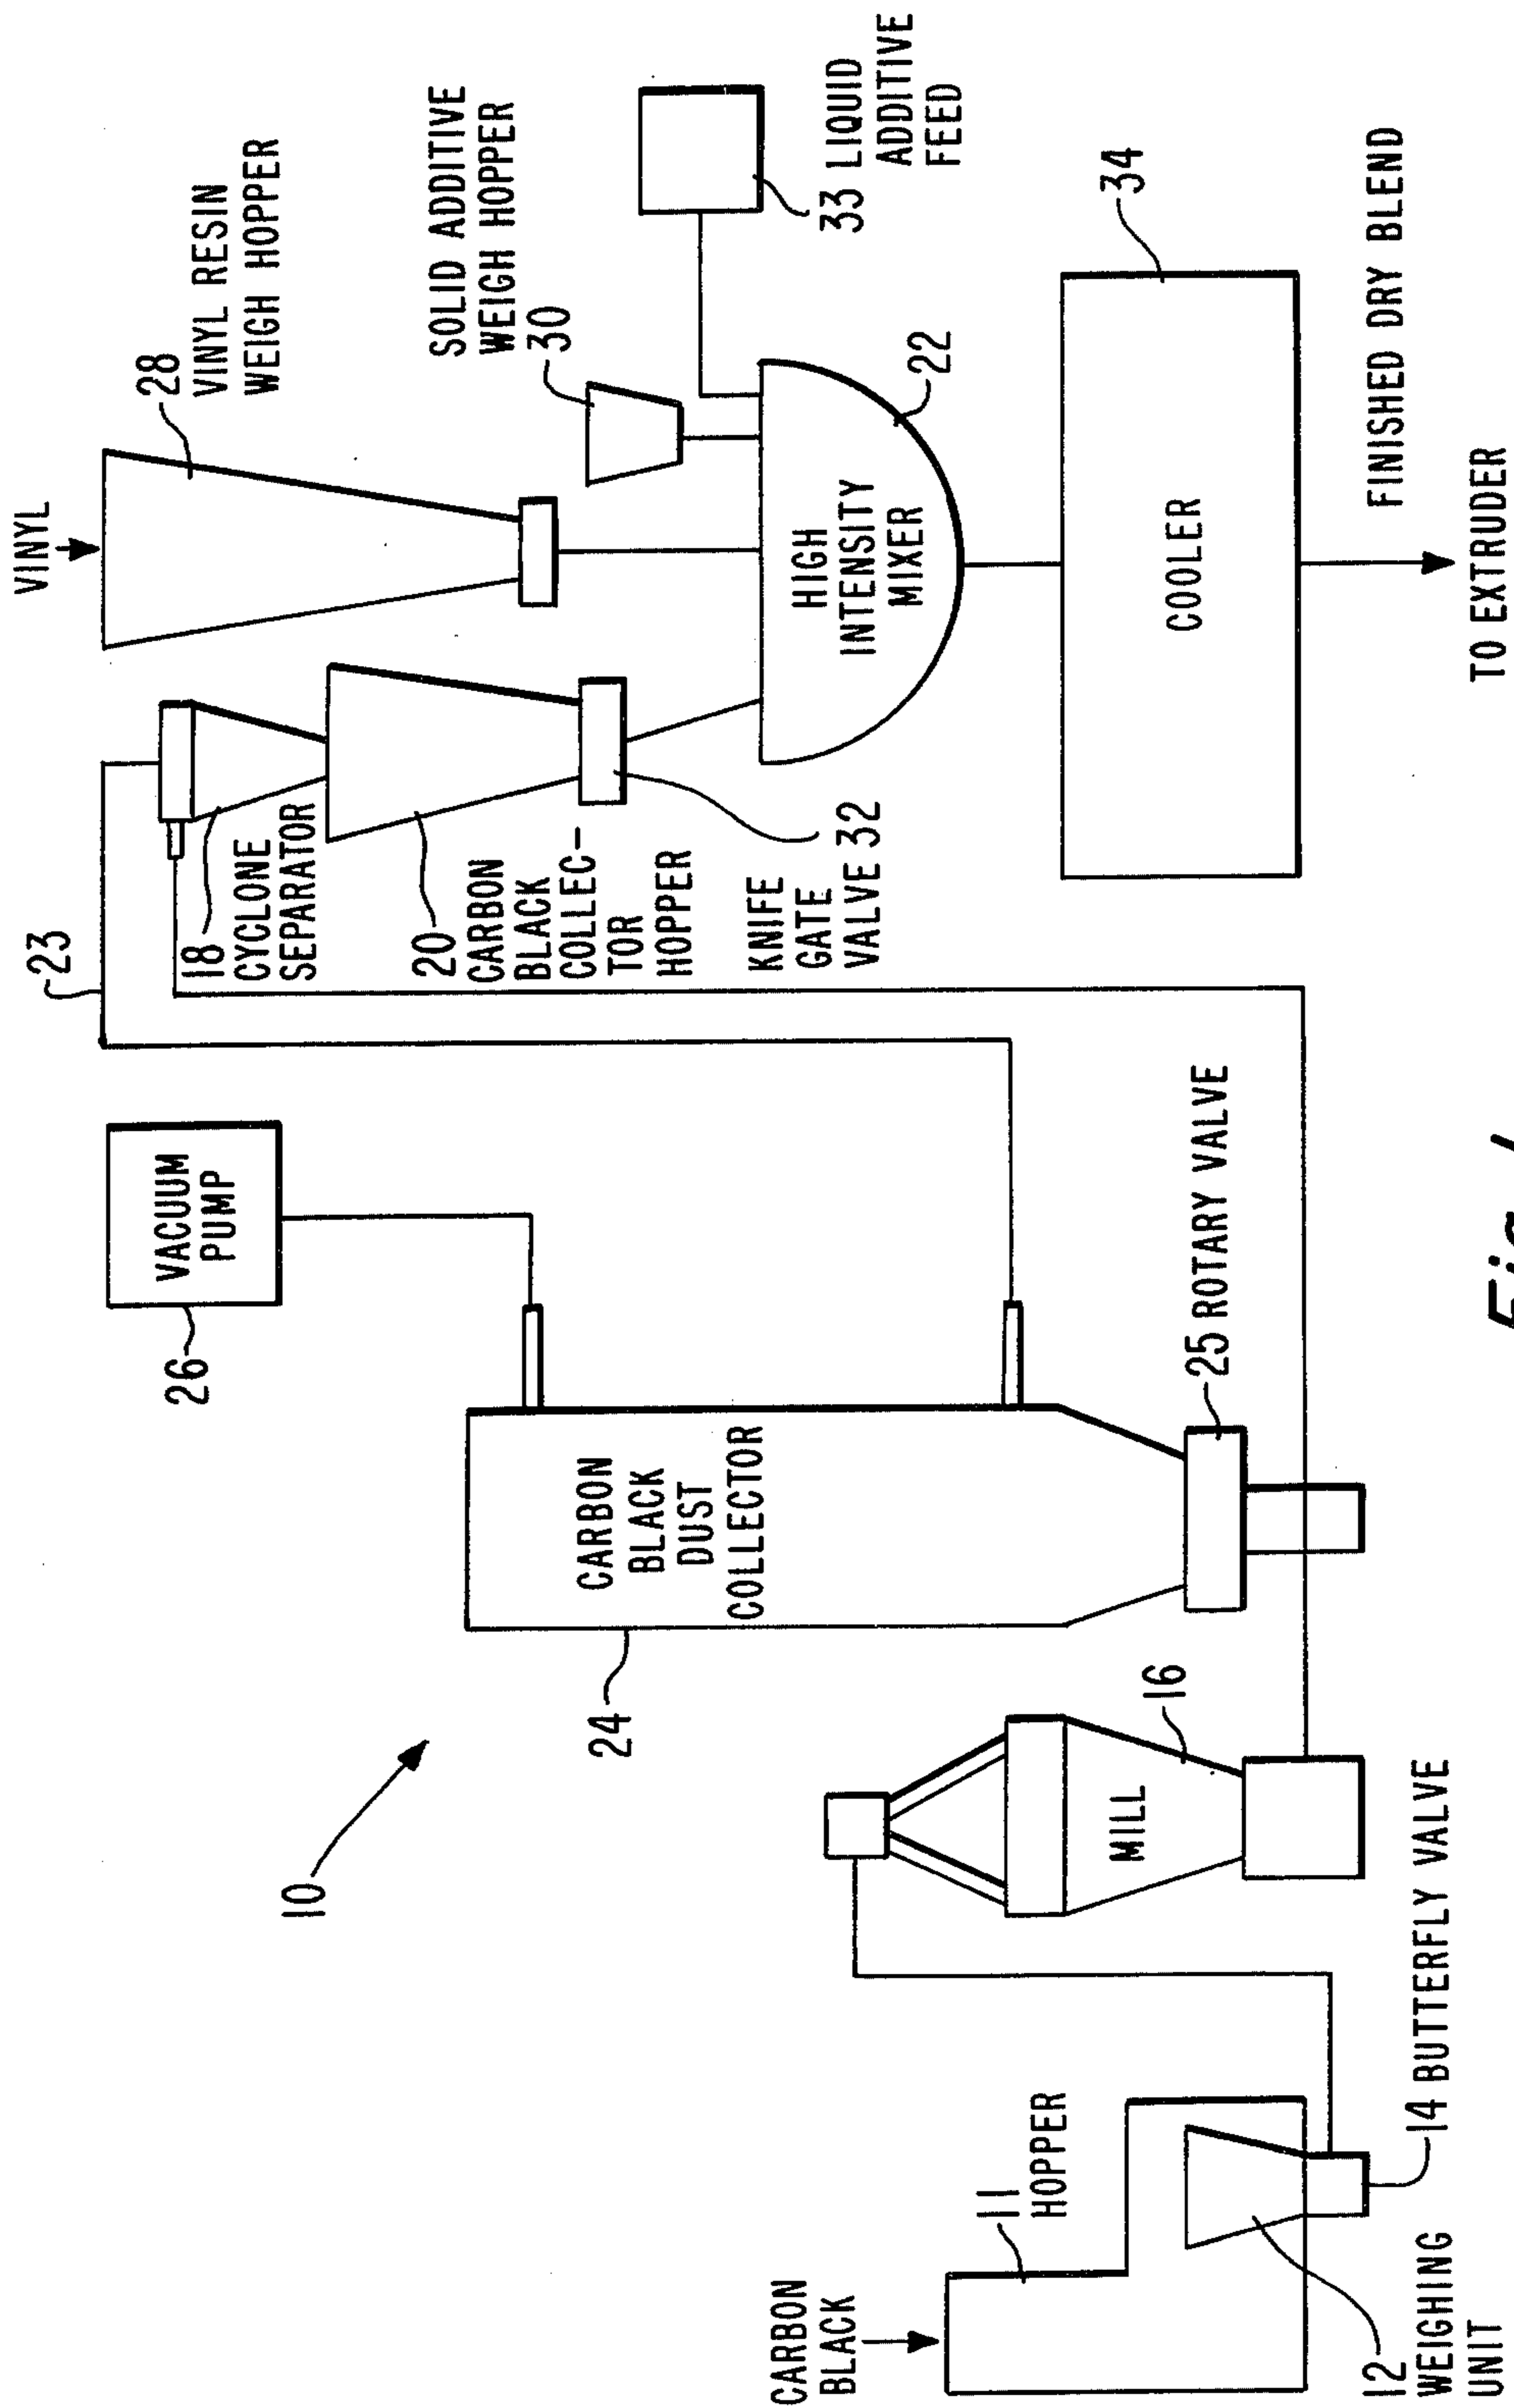 CARBON
BLACK
11
HOPPER
12
WEIGHING
UNIT
14 BUTTERFLY VALVE
10
MILL
16
24
CARBON
BLACK
DUST
COLLECTOR
25 ROTARY VALVE
26
VACUUM
PUMP
23
18
CYCLONE
SEPARATOR
20
CARBON
BLACK
COLLEC-
TOR
HOPPER
KNIFE
GATE
VALVE 32
VINYL
28
VINYL RESIN
WEIGH HOPPER
SOLID ADDITIVE
WEIGH HOPPER
30
33 LIQUID
ADDITIVE
FEED
HIGH
INTENSITY
MIXER
22
COOLER
34
FINISHED DRY BLEND
TO EXTRUDER
Fig. 1